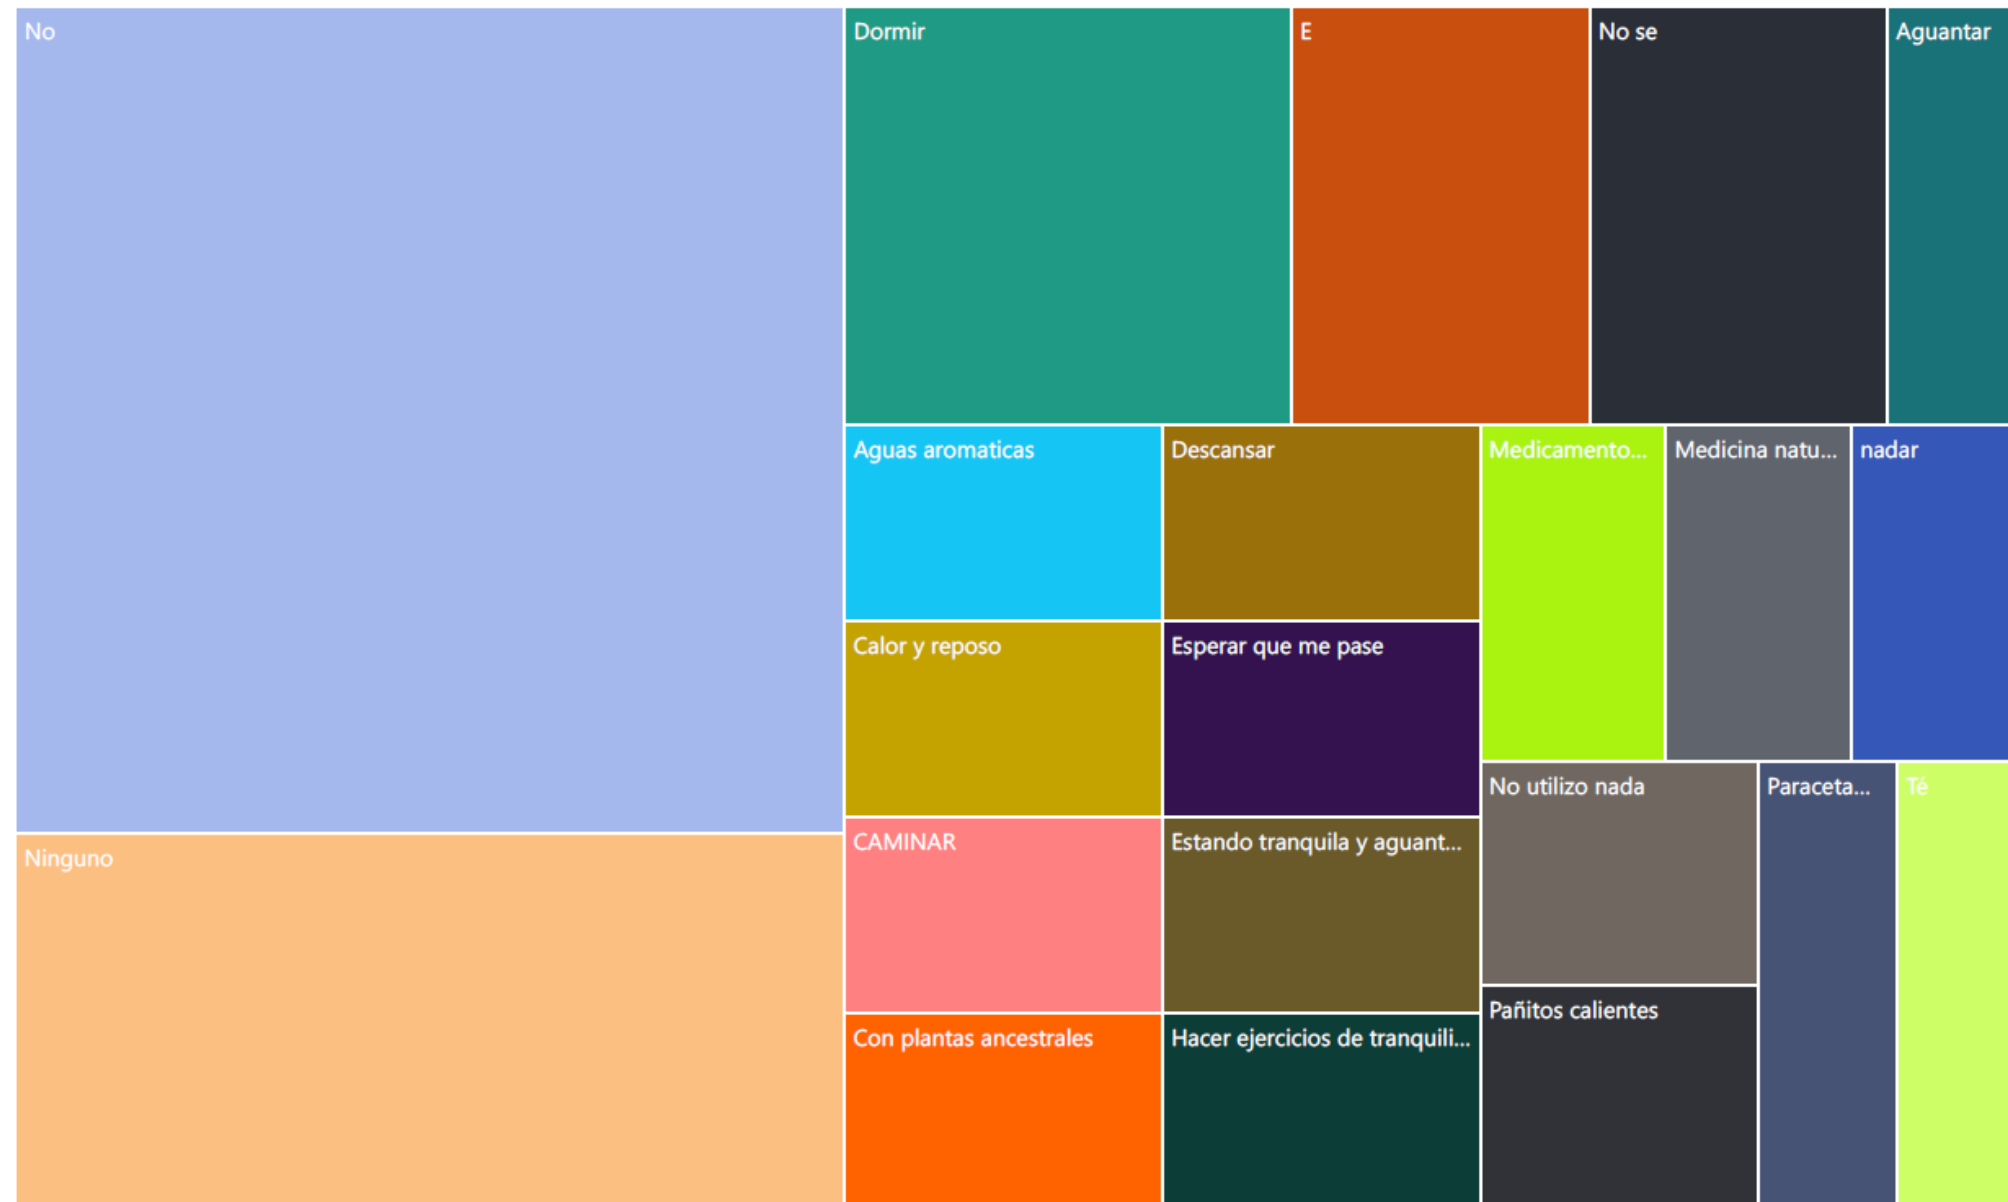 No
Dormir
E
No se
Aguantar
Aguas aromaticas
Descansar
Medicamento...
Medicina natu...
nadar
Calor y reposo
Esperar que me pase
No utilizo nada
Paraceta...
Té
CAMINAR
Estando tranquila y aguant...
Ninguno
Pañitos calientes
Con plantas ancestrales
Hacer ejercicios de tranquili...